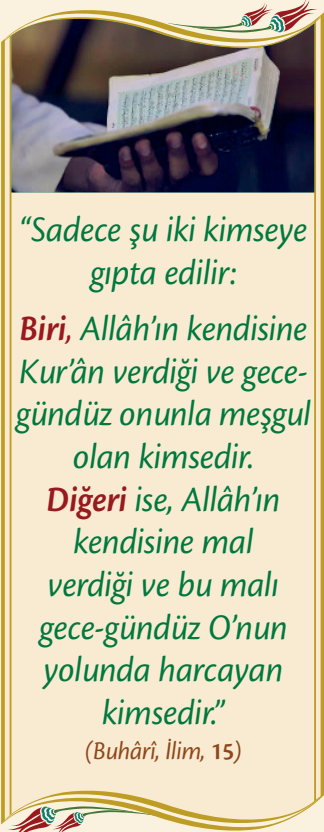 “Sadece şu iki kimseye
gıpta edilir:
Biri, Allâh’ın kendisine
Kur’ân verdiği ve gece-
gündüz onunla meşgul
olan kimsedir.
Diğeri ise, Allâh’ın
kendisine mal
verdiği ve bu malı
gece-gündüz O’nun
yolunda harcayan
kimsedir.”
(Buhârî, İlim, 15)